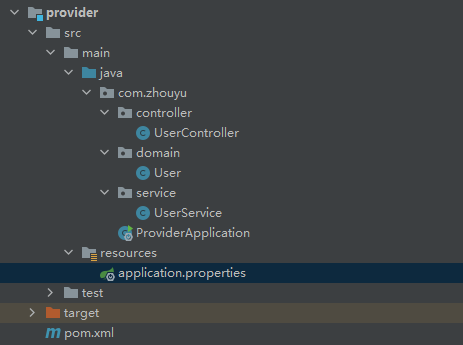 provider
src
main
java
com.zhouyu
controller
UserController
domain
User
service
UserService
ProviderApplication
resources
application.properties
test
target
pom.xml